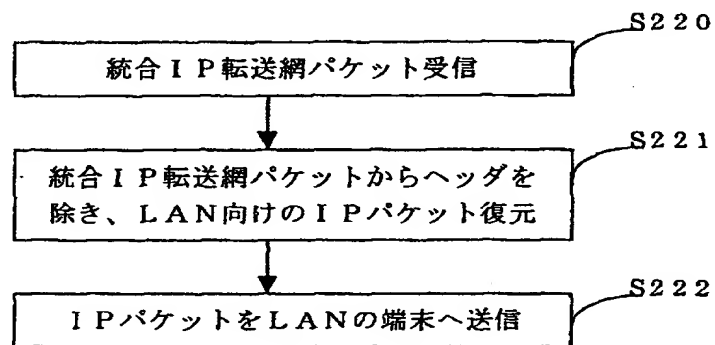 S220
統合IP転送網パケット受信
S221
統合IP転送網パケットからヘッダを
除き、LAN向けのIPパケット復元
S222
IPパケットをLANの端末へ送信